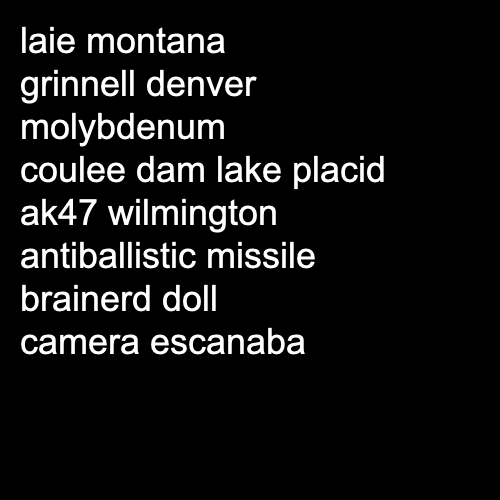 laie montana
grinnell denver
molybdenum
coulee dam lake placid
ak47 wilmington
antiballistic missile
brainerd doll
camera escanaba